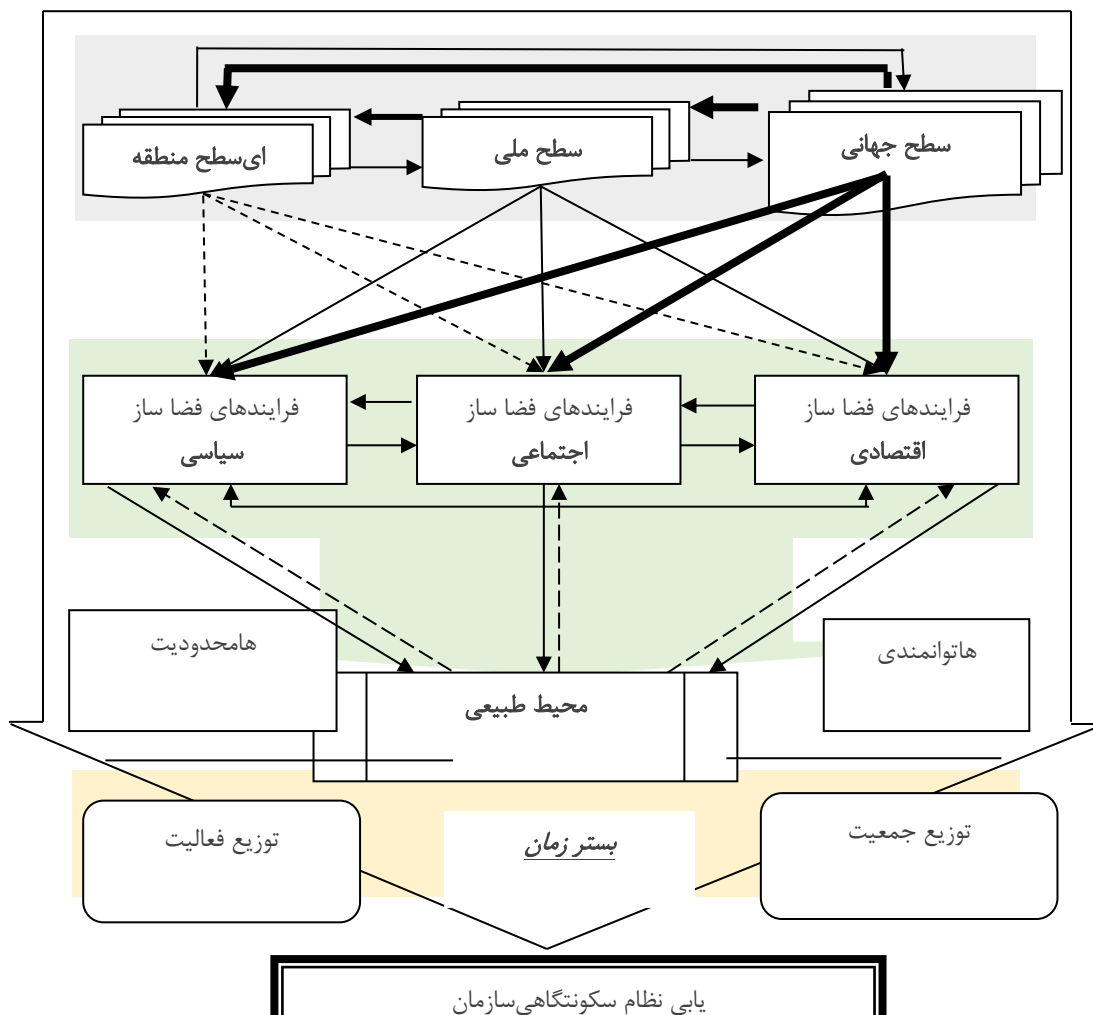 سطح جهانی
سطح ملی
ای‌سطح منطقه
فرایندهای فضا ساز
اقتصادی
فرایندهای فضا ساز
اجتماعی
فرایندهای فضا ساز
سیاسی
هاتوانمندی
هامحدودیت
محیط طبیعی
توزیع جمعیت
بستر زمان
توزیع فعالیت
یابی نظام سکونتگاهی‌سازمان